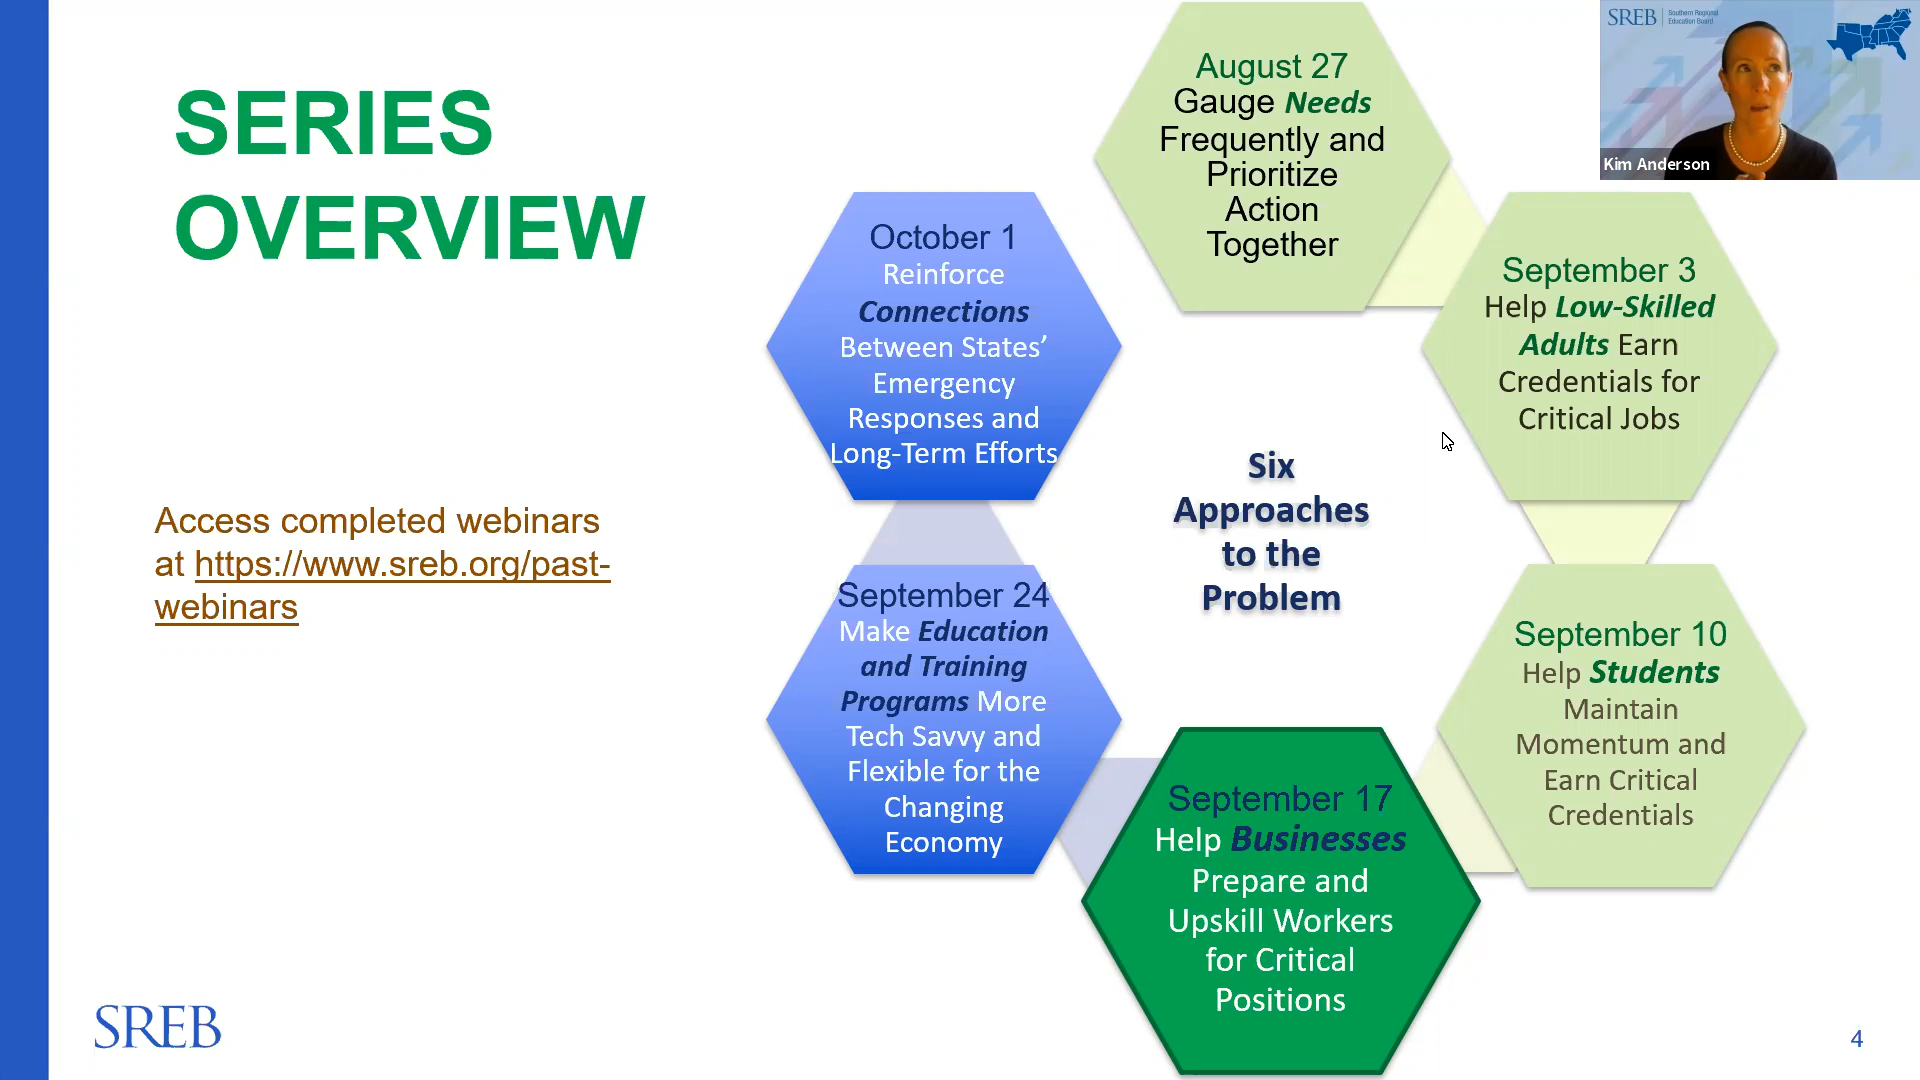 SERIES
OVERVIEW
Access completed webinars
at https://www.sreb.org/past-
webinars
SREB
August 27
Gauge Needs
Frequently and
Prioritize
Action
Together
September 3
Help Low-Skilled
Adults Earn
Credentials for
Critical Jobs
September 10
Help Students
Maintain
Momentum and
Earn Critical
Credentials
September 17
Help Businesses
Prepare and
Upskill Workers
for Critical
Positions
September 24
Make Education
and Training
Programs More
Tech Savvy and
Flexible for the
Changing
Economy
October 1
Reinforce
Connections
Between States’
Emergency
Responses and
Long-Term Efforts
Six
Approaches
to the
Problem
SREB
Southern Regional
Education Board
Kim Anderson
4